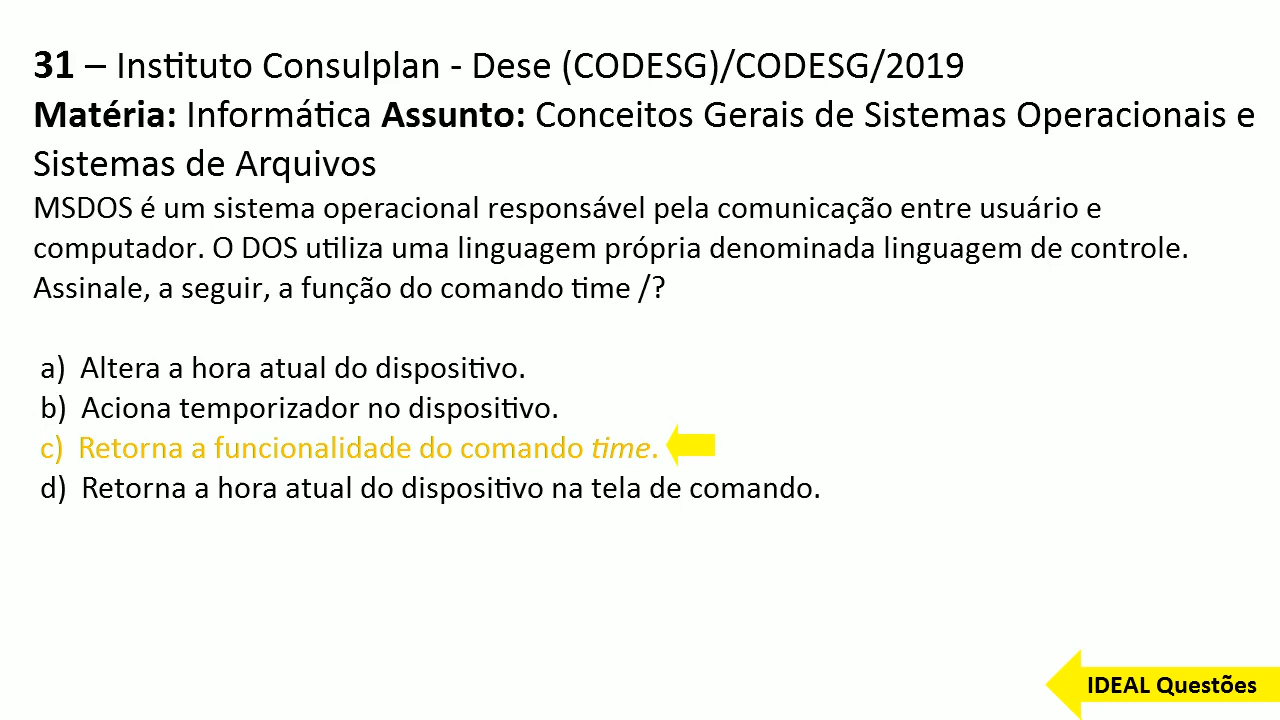 31 – Instituto Consulplan - Dese (CODESG)/CODESG/2019
Matéria: Informática Assunto: Conceitos Gerais de Sistemas Operacionais e
Sistemas de Arquivos
MSDOS é um sistema operacional responsável pela comunicação entre usuário e
computador. O DOS utiliza uma linguagem própria denominada linguagem de controle.
Assinale, a seguir, a função do comando time /?
a) Altera a hora atual do dispositivo.
b) Aciona temporizador no dispositivo.
c) Retorna a funcionalidade do comando time.
d) Retorna a hora atual do dispositivo na tela de comando.
IDEAL Questões